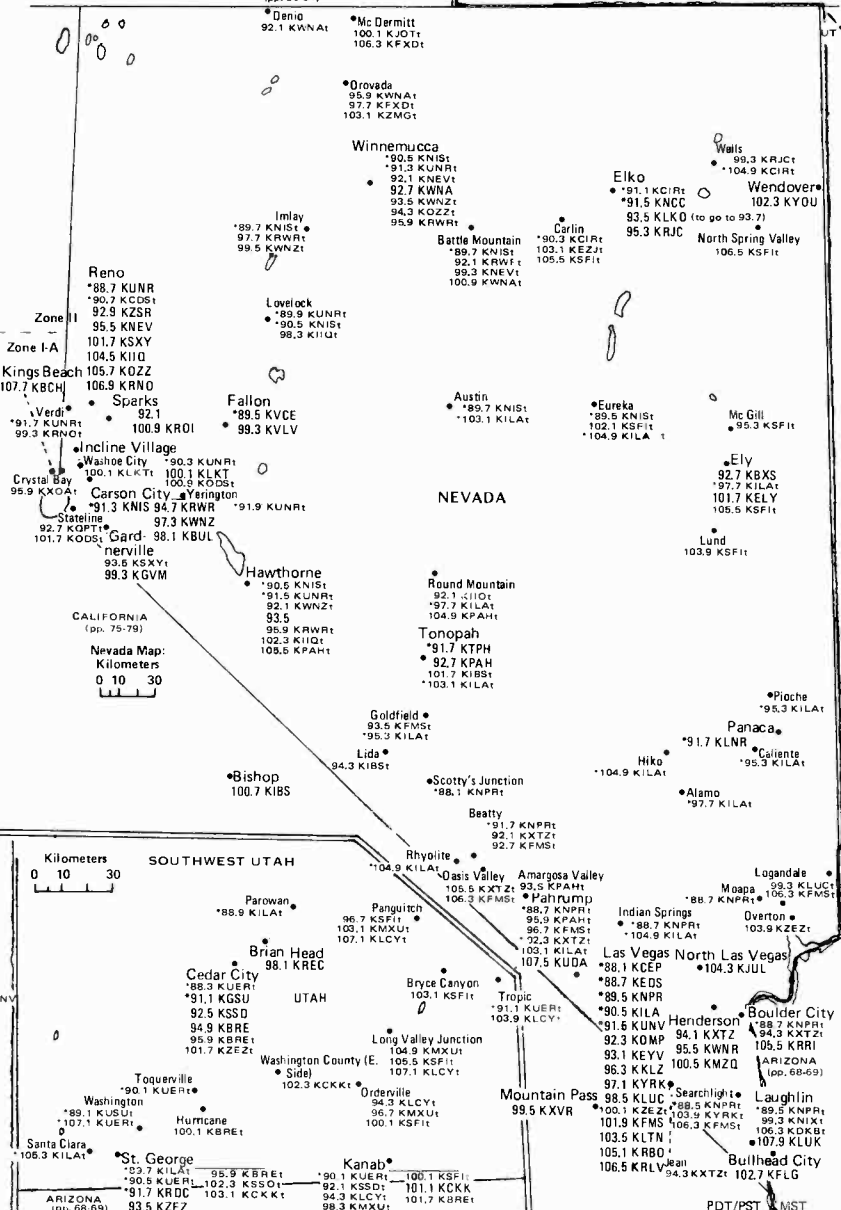 Denio
92.1 KWNAt
Mc Dermitt
100.1 KJOTt
106.3 KFXDt
UT
Orovada
95.9 KWNAt
97.7 KFXDt
103.1 KZMGt
Winnemucca
*90.5 KNISt
*91.3 KUNRt
92.1 KNEVt
92.7 KWNA
93.5 KWNZt
94.3 KOZZt
95.9 KRWRt
Wells
99.3 KRJCt
*104.9 KCIRt
Elko
*91.1 KCIRt
*91.5 KNCC
93.5 KLKO (to go to 93.7)
95.3 KRJC
Wendover
102.3 KYOU
North Spring Valley
106.5 KSFIt
Carlin
*90.3 KCIRt
103.1 KEZJt
105.5 KSFIt
Battle Mountain
*89.7 KNISt
92.1 KRWFt
99.3 KNEVt
100.9 KWNAt
Imlay
*89.7 KNISt
97.7 KRWRt
99.5 KWNZt
Lovelock
*89.9 KUNRt
*90.5 KNISt
98.3 KIIQt
Reno
*88.7 KUNR
*90.7 KCDSt
92.9 KZSR
95.5 KNEV
101.7 KSXY
104.5 KIIQ
105.7 KOZZ
106.9 KRNO
Zone II
Zone I-A
Kings Beach
107.7 KBCH
Verdi
*91.7 KUNRt
99.3 KRNOt
Sparks
92.1
100.9 KROI
Fallon
*89.5 KVCE
99.3 KVLV
Austin
*89.7 KNISt
*103.1 KILAt
Eureka
*89.5 KNISt
102.1 KSFIt
*104.9 KILA t
Mc Gill
95.3 KSFIt
Ely
92.7 KBXS
*97.7 KILAt
101.7 KELY
105.5 KSFIt
Lund
103.9 KSFIt
Incline Village
Washoe City
100.1 KLKTt
*90.3 KUNRt
100.1 KLKT
100.9 KODSt
Crystal Bay
95.9 KXOAt
Carson City
*91.3 KNIS
94.7 KRWR
97.3 KWNZ
98.1 KBUL
Yerington
*91.9 KUNRt
Stateline
92.7 KQPTt
101.7 KODSt
Gard-
nerville
93.5 KSXYt
99.3 KGVM
NEVADA
Hawthorne
*90.5 KNISt
*91.5 KUNRt
92.1 KWNZt
93.5
95.9 KRWRt
102.3 KIIQt
105.5 KPAHt
Round Mountain
92.1 KIIQt
*97.7 KILAt
104.9 KPAHt
Tonopah
*91.7 KTPH
92.7 KPAH
101.7 KIBSt
*103.1 KILAt
CALIFORNIA
(pp. 75-79)
Nevada Map:
Kilometers
0 10 30
Goldfield
93.5 KFMSt
*95.3 KILAt
Lida
94.3 KIBSt
Bishop
100.7 KIBS
Scotty's Junction
*88.1 KNPRt
Pioche
*95.3 KILAt
Panaca
*91.7 KLNR
Caliente
*95.3 KILAt
Hiko
*104.9 KILAt
Alamo
*97.7 KILAt
Beatty
*91.7 KNPRt
92.1 KXTZt
92.7 KFMSt
Rhyolite
*104.9 KILAt
Oasis Valley
105.5 KXTZt
106.3 KFMSt
Amargosa Valley
93.5 KPAHt
Pahrump
*88.7 KNPRt
95.9 KPAHt
96.7 KFMSt
*102.3 KXTZt
*103.1 KILAt
107.5 KUDA
Indian Springs
*88.7 KNPRt
*104.9 KILAt
Logandale
99.3 KLUCt
106.3 KFMSt
Moapa
*88.7 KNPRt
Overton
103.9 KZEZt
Las Vegas
*88.1 KCEP
*88.7 KEDS
*89.5 KNPR
*90.5 KILA
*91.5 KUNV
92.3 KOMP
93.1 KEYV
96.3 KKLZ
97.1 KYRK
98.5 KLUC
*100.1 KZEZt
101.9 KFMS
103.5 KLTN
105.1 KRBO
106.5 KRLV
North Las Vegas
104.3 KJUL
Henderson
94.1 KXTZ
95.5 KWNR
100.5 KMZQ
Boulder City
*88.7 KNPRt
94.3 KXTZt
105.5 KRRI
ARIZONA
(pp. 68-69)
Searchlight
*88.5 KNPRt
103.9 KYRKt
106.3 KFMSt
Laughlin
*89.5 KNPRt
99.3 KNIXt
106.3 KDKBt
107.9 KLUK
Jean
94.3 KXTZt
Bullhead City
102.7 KFLG
PDT/PST MST
Mountain Pass
99.5 KXVR
Kilometers
0 10 30
SOUTHWEST UTAH
Parowan
*88.9 KILAt
Panguitch
96.7 KSFIt
103.1 KMXUt
107.1 KLCYt
Brian Head
98.1 KREC
Cedar City
*88.3 KUERt
*91.1 KGSU
92.5 KSSD
94.9 KBRE
95.9 KBREt
101.7 KZEZt
UTAH
NV
Bryce Canyon
103.1 KSFIt
Tropic
*91.1 KUERt
103.9 KLCYt
Long Valley Junction
104.9 KMXUt
105.5 KSFIt
107.1 KLCYt
Washington County (E.
Side)
102.3 KCKKt
Orderville
94.3 KLCYt
96.7 KMXUt
100.1 KSFIt
Toquerville
*90.1 KUERt
Washington
*89.1 KUSUt
*107.1 KUERt
Hurricane
100.1 KBREt
Santa Clara
*105.3 KILAt
St. George
*89.7 KILAt
*90.5 KUERt
*91.7 KRDC
93.5 KZEZ
95.9 KBREt
102.3 KSSOt
103.1 KCKKt
Kanab
*90.1 KUERt
92.1 KSSDt
94.3 KLCYt
98.3 KMXUt
100.1 KSFIt
101.1 KCKK
101.7 KBREt
ARIZONA
(pp. 68-69)